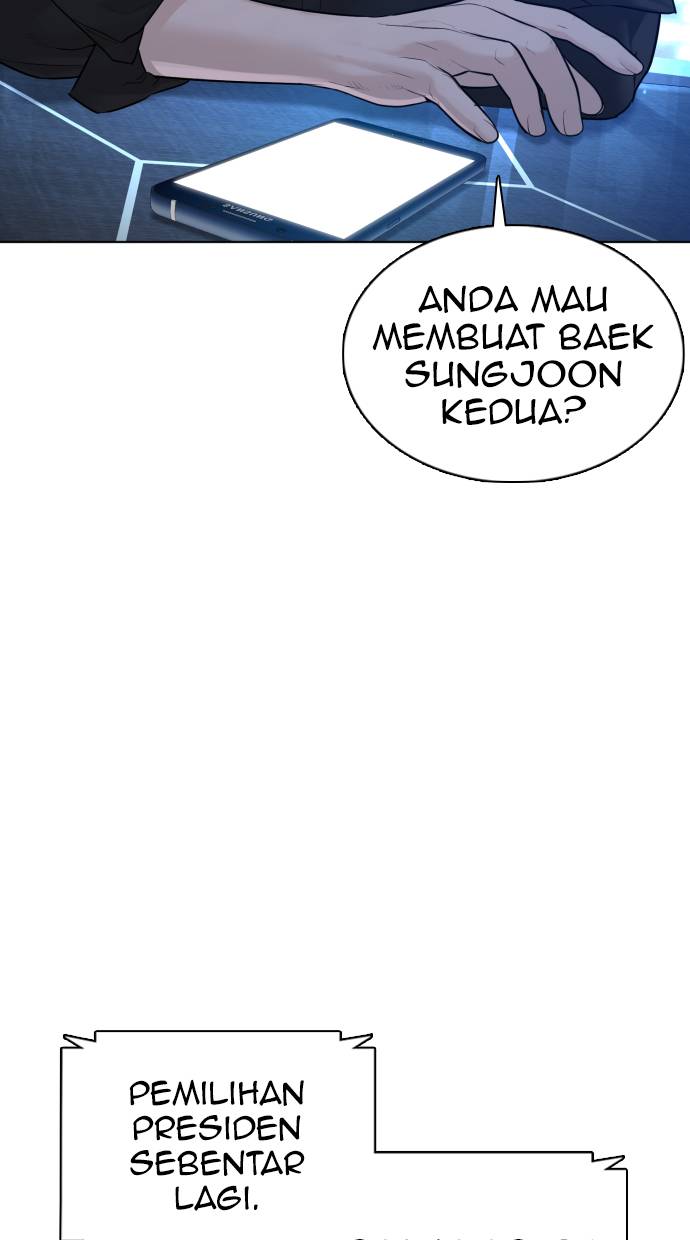 ANDA MAU
MEMBUAT BAEK
SUNGJOON
KEDUA?
PEMILIHAN
PRESIDEN
SEBENTAR
LAGI.